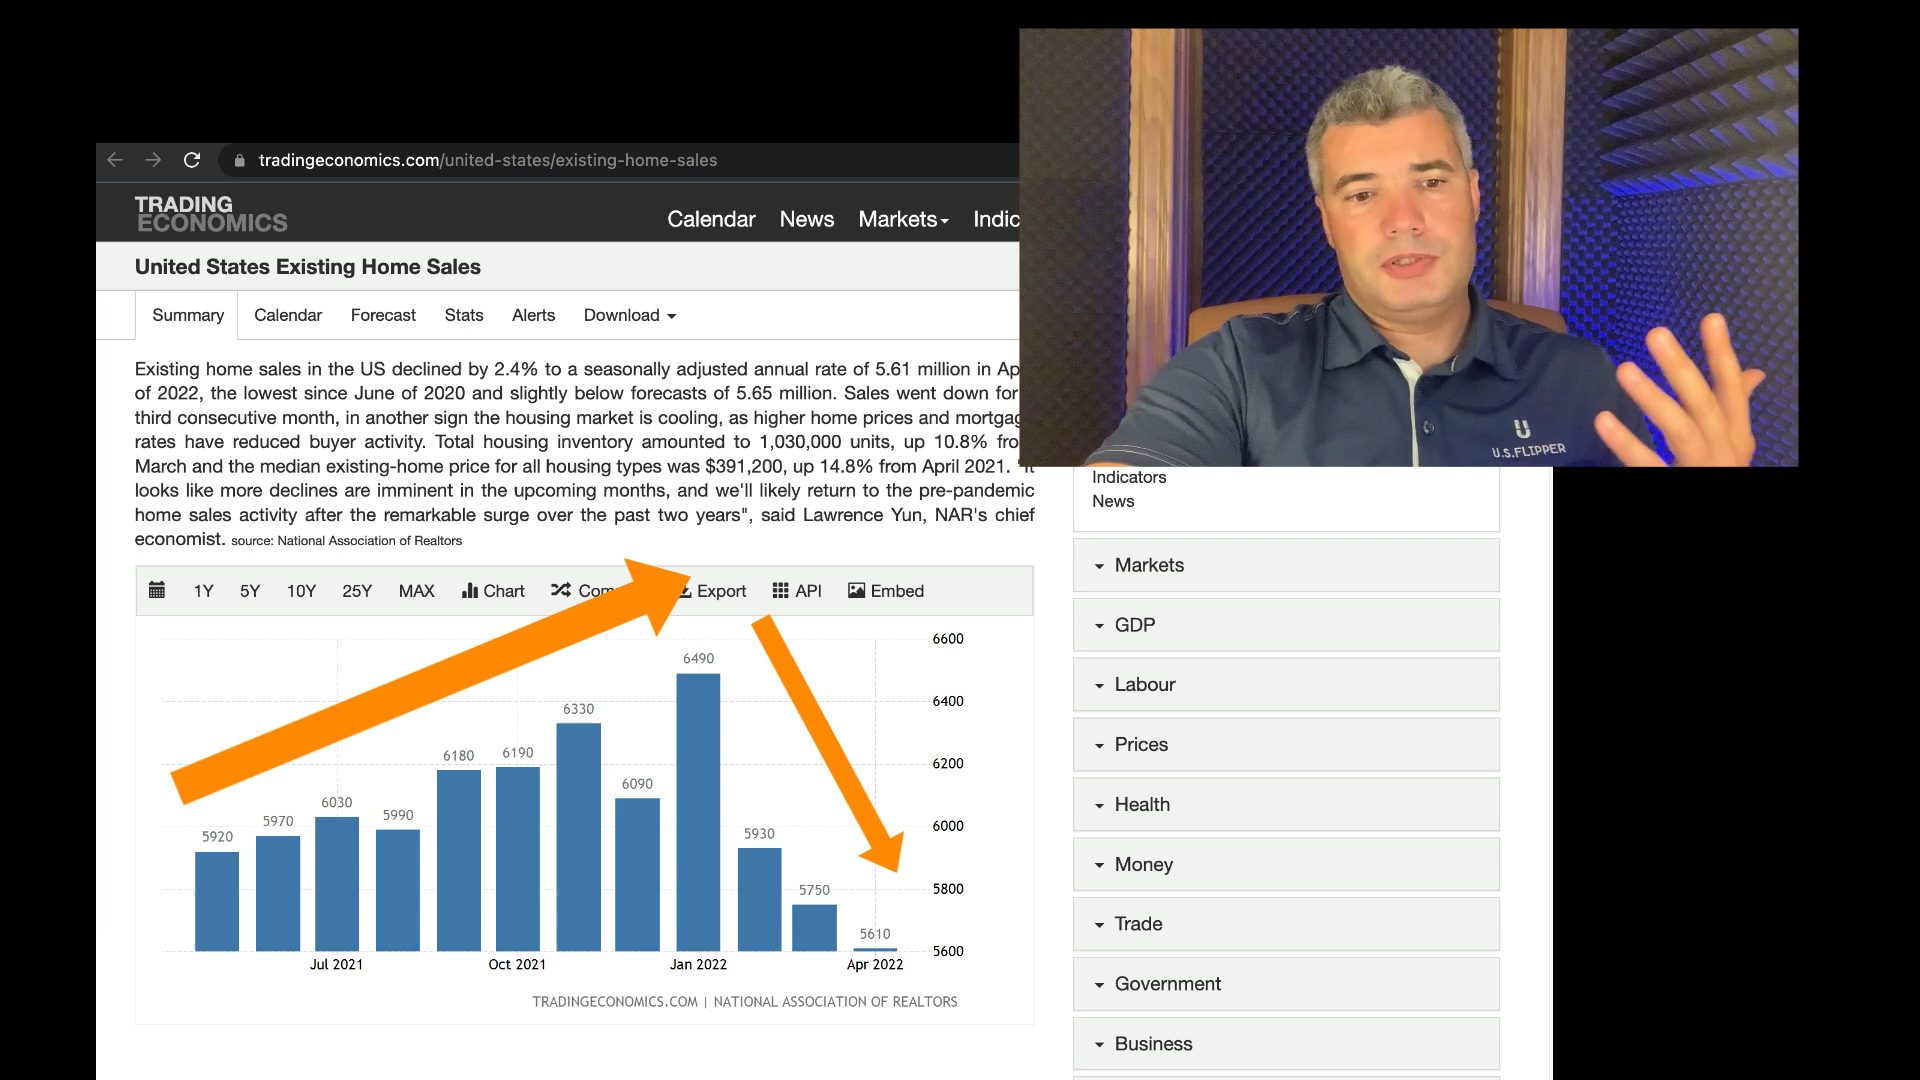 tradingeconomics.com/united-states/existing-home-sales
TRADING
ECONOMICS
Calendar News Markets Indic
United States Existing Home Sales
Summary Calendar Forecast Stats Alerts Download
Existing home sales in the US declined by 2.4% to a seasonally adjusted annual rate of 5.61 million in Ap
of 2022, the lowest since June of 2020 and slightly below forecasts of 5.65 million. Sales went down for
third consecutive month, in another sign the housing market is cooling, as higher home prices and mortgag
rates have reduced buyer activity. Total housing inventory amounted to 1,030,000 units, up 10.8% fro
March and the median existing-home price for all housing types was $391,200, up 14.8% from April 2021. "It
looks like more declines are imminent in the upcoming months, and we'll likely return to the pre-pandemic
home sales activity after the remarkable surge over the past two years", said Lawrence Yun, NAR's chief
economist. source: National Association of Realtors
U
U.S.FLIPPER
1Y 5Y 10Y 25Y MAX Chart Com Export API Embed
6600
6400
6200
6000
5800
5600
5920
5970
6030
5990
6180
6190
6330
6090
6490
5930
5750
5610
Jul 2021 Oct 2021 Jan 2022 Apr 2022
TRADINGECONOMICS.COM | NATIONAL ASSOCIATION OF REALTORS
Indicators
News
Markets
GDP
Labour
Prices
Health
Money
Trade
Government
Business